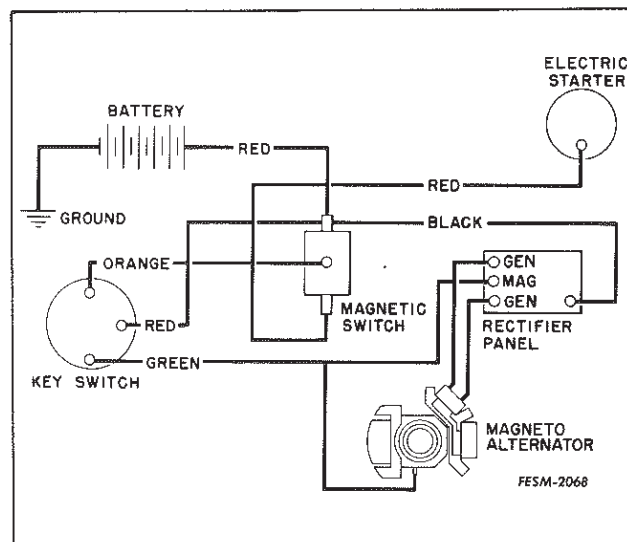 ELECTRIC
STARTER
BATTERY
RED
RED
GROUND
BLACK
ORANGE
GEN
MAG
GEN
MAGNETIC
SWITCH
RED
RECTIFIER
PANEL
GREEN
KEY SWITCH
MAGNETO
ALTERNATOR
FESM-2068